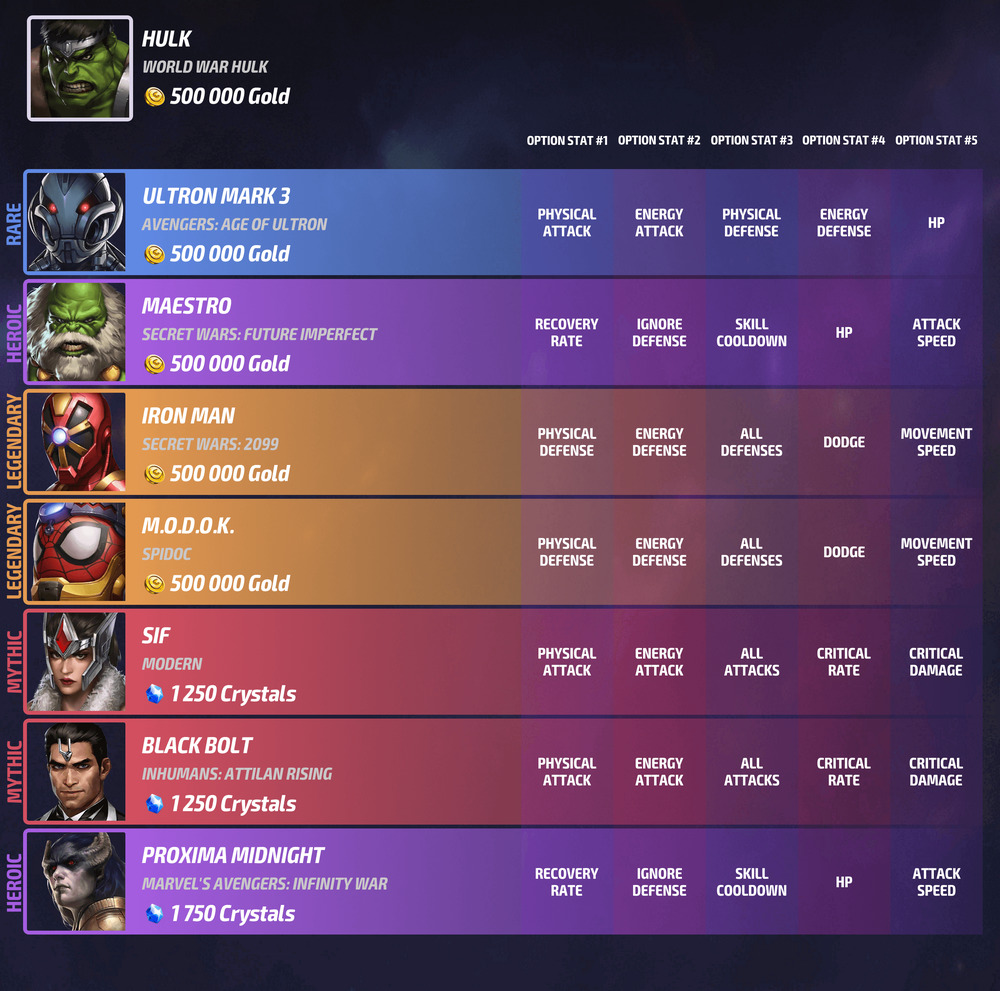 HULK
WORLD WAR HULK
500 000 Gold
OPTION STAT #1 OPTION STAT #2 OPTION STAT #3 OPTION STAT #4 OPTION STAT #5
RARE
ULTRON MARK 3
AVENGERS: AGE OF ULTRON
500 000 Gold
PHYSICAL
ATTACK
ENERGY
ATTACK
PHYSICAL
DEFENSE
ENERGY
DEFENSE
HP
HEROIC
MAESTRO
SECRET WARS: FUTURE IMPERFECT
500 000 Gold
RECOVERY
RATE
IGNORE
DEFENSE
SKILL
COOLDOWN
HP
ATTACK
SPEED
LEGENDARY
IRON MAN
SECRET WARS: 2099
500 000 Gold
PHYSICAL
DEFENSE
ENERGY
DEFENSE
ALL
DEFENSES
DODGE
MOVEMENT
SPEED
LEGENDARY
M.O.D.O.K.
SPIDOC
500 000 Gold
PHYSICAL
DEFENSE
ENERGY
DEFENSE
ALL
DEFENSES
DODGE
MOVEMENT
SPEED
MYTHIC
SIF
MODERN
1 250 Crystals
PHYSICAL
ATTACK
ENERGY
ATTACK
ALL
ATTACKS
CRITICAL
RATE
CRITICAL
DAMAGE
MYTHIC
BLACK BOLT
INHUMANS: ATTILAN RISING
1 250 Crystals
PHYSICAL
ATTACK
ENERGY
ATTACK
ALL
ATTACKS
CRITICAL
RATE
CRITICAL
DAMAGE
HEROIC
PROXIMA MIDNIGHT
MARVEL'S AVENGERS: INFINITY WAR
1 750 Crystals
RECOVERY
RATE
IGNORE
DEFENSE
SKILL
COOLDOWN
HP
ATTACK
SPEED